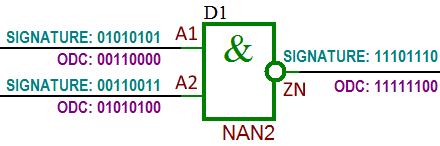 D1
SIGNATURE: 01010101 A1
ODC: 00110000
&
SIGNATURE: 11101110
SIGNATURE: 00110011 A2
ODC: 01010100
ZN
ODC: 11111100
NAN2